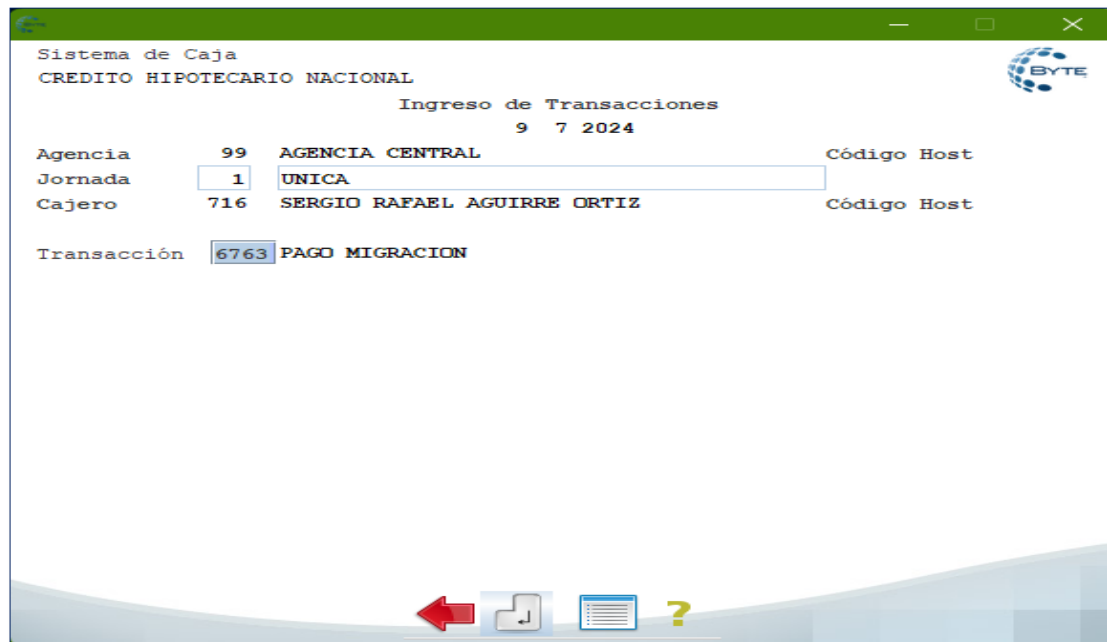 Sistema de Caja
CREDITO HIPOTECARIO NACIONAL
BYTE
Ingreso de Transacciones
9 7 2024
Agencia 99 AGENCIA CENTRAL Código Host
Jornada 1 UNICA
Cajero 716 SERGIO RAFAEL AGUIRRE ORTIZ Código Host
Transacción 6763 PAGO MIGRACION
?